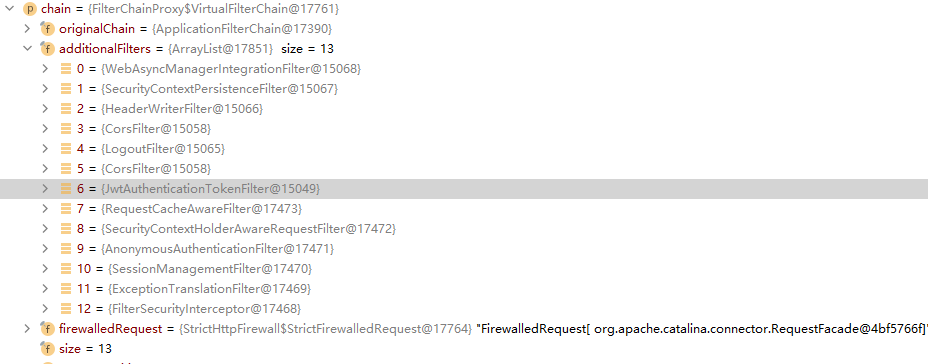 p chain = {FilterChainProxy$VirtualFilterChain@17761}
f originalChain = {ApplicationFilterChain@17390}
f additionalFilters = {ArrayList@17851} size = 13
0 = {WebAsyncManagerIntegrationFilter@15068}
1 = {SecurityContextPersistenceFilter@15067}
2 = {HeaderWriterFilter@15066}
3 = {CorsFilter@15058}
4 = {LogoutFilter@15065}
5 = {CorsFilter@15058}
6 = {JwtAuthenticationTokenFilter@15049}
7 = {RequestCacheAwareFilter@17473}
8 = {SecurityContextHolderAwareRequestFilter@17472}
9 = {AnonymousAuthenticationFilter@17471}
10 = {SessionManagementFilter@17470}
11 = {ExceptionTranslationFilter@17469}
12 = {FilterSecurityInterceptor@17468}
f firewalledRequest = {StrictHttpFirewall$StrictFirewalledRequest@17764} "FirewalledRequest[ org.apache.catalina.connector.RequestFacade@4bf5766f]"
f size = 13